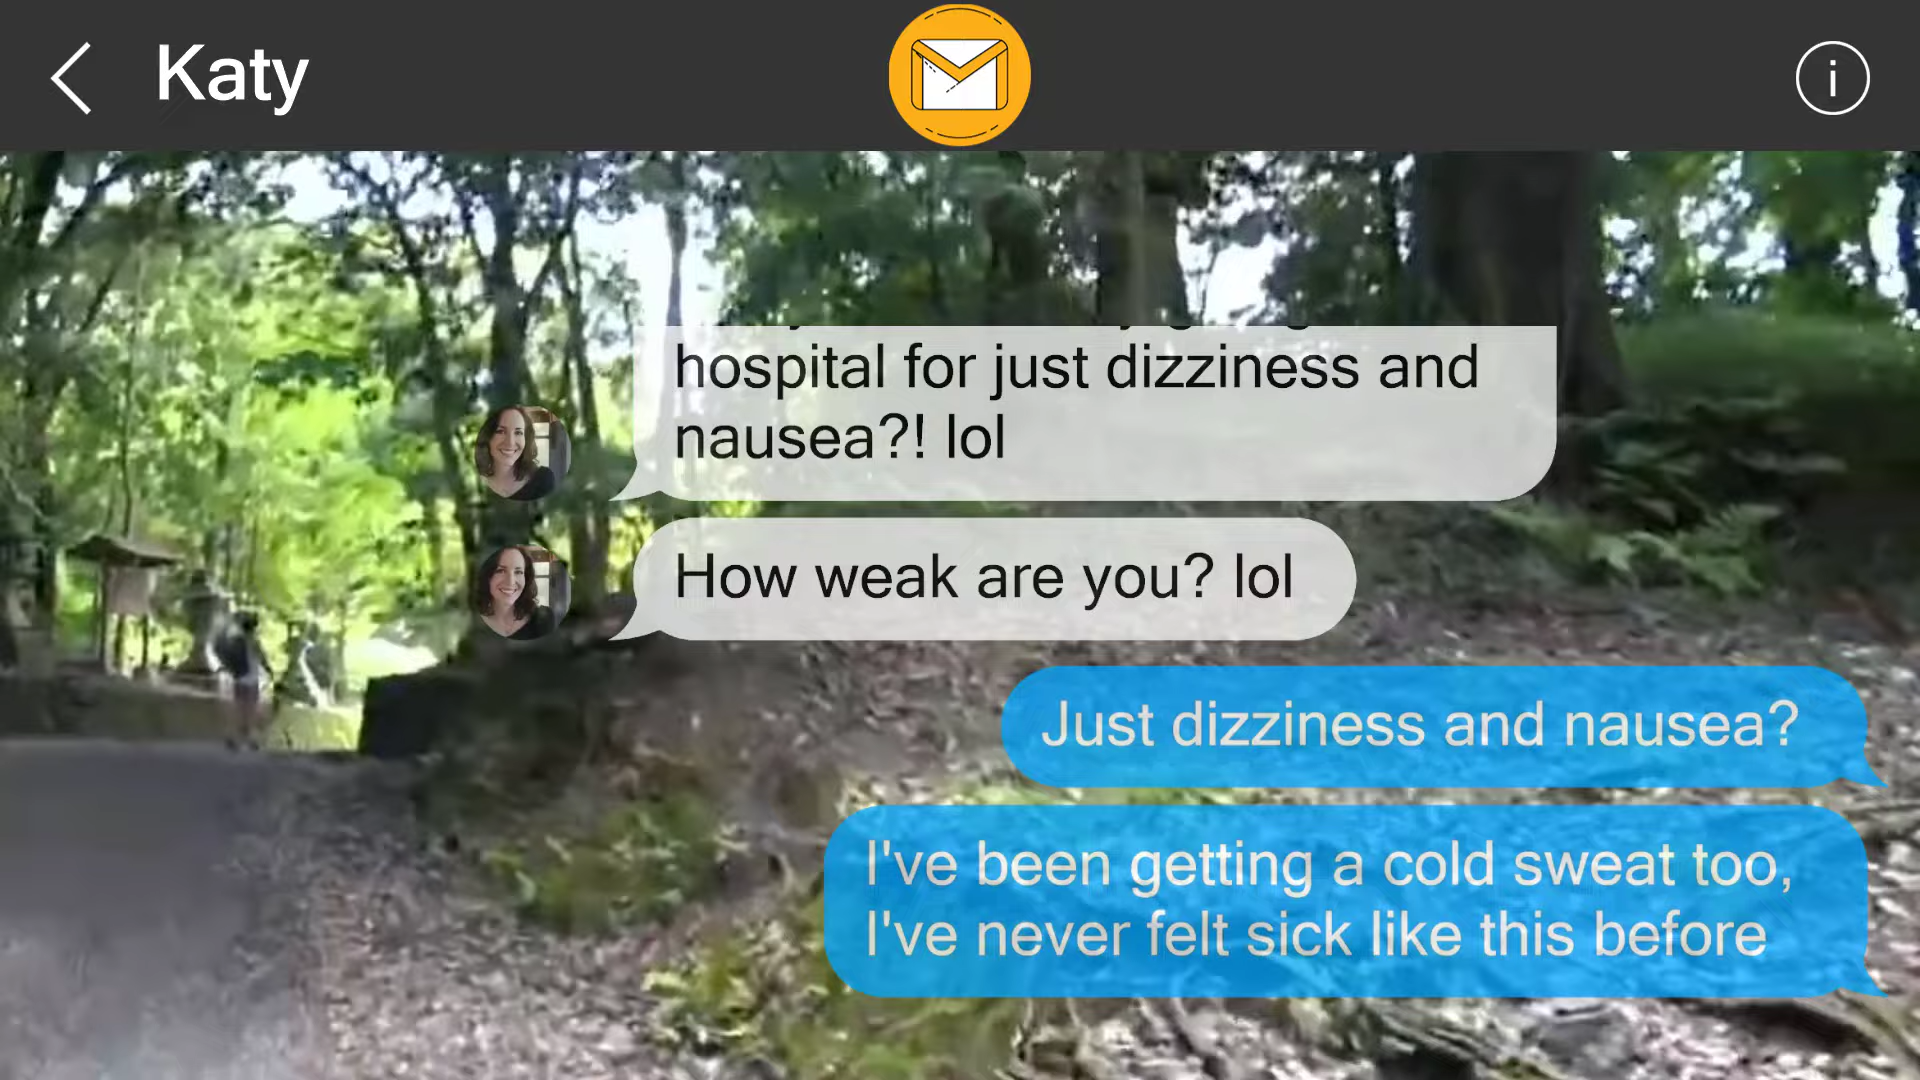 Katy
hospital for just dizziness and
nausea?! lol
How weak are you? lol
Just dizziness and nausea?
I've been getting a cold sweat too,
I've never felt sick like this before